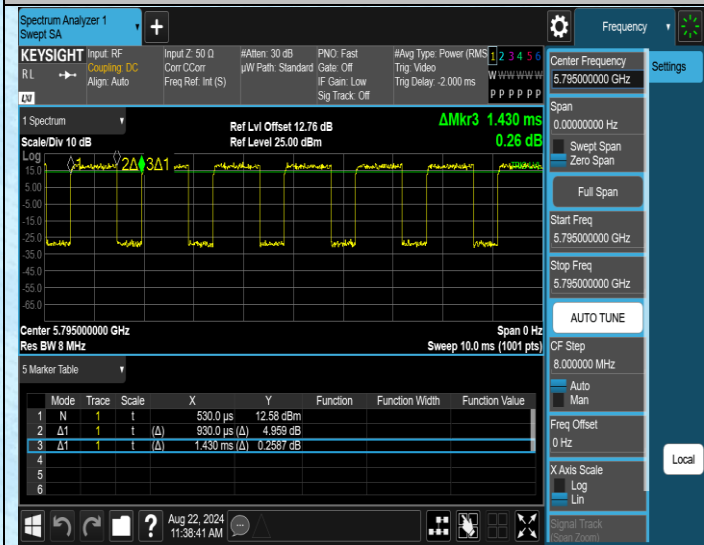 Spectrum Analyzer 1
Swept SA
+
Frequency
KEYSIGHT
RL
LXI
Input: RF
Coupling: DC
Align: Auto
Input Z: 50 Ω
Corr CCorr
Freq Ref: Int (S)
#Atten: 30 dB
µW Path: Standard
PNO: Fast
Gate: Off
IF Gain: Low
Sig Track: Off
#Avg Type: Power (RMS
Trig: Video
Trig Delay: -2.000 ms
1 2 3 4 5 6
W W W W W W
P P P P P P
1 Spectrum
Scale/Div 10 dB
Ref Lvl Offset 12.76 dB
Ref Level 25.00 dBm
ΔMkr3 1.430 ms
0.26 dB
Log
15.0
5.00
-5.00
-15.0
-25.0
-35.0
-45.0
-55.0
-65.0
1
2Δ1
3Δ1
Center 5.795000000 GHz
Res BW 8 MHz
Span 0 Hz
Sweep 10.0 ms (1001 pts)
5 Marker Table
Mode Trace Scale X Y Function Function Width Function Value
1 N 1 t 530.0 µs 12.58 dBm
2 Δ1 1 t (Δ) 930.0 µs (Δ) 4.959 dB
3 Δ1 1 t (Δ) 1.430 ms (Δ) 0.2587 dB
4
5
6
Aug 22, 2024
11:38:41 AM
Center Frequency
5.795000000 GHz
Span
0.00000000 Hz
Swept Span
Zero Span
Full Span
Start Freq
5.795000000 GHz
Stop Freq
5.795000000 GHz
AUTO TUNE
CF Step
8.000000 MHz
Auto
Man
Freq Offset
0 Hz
X Axis Scale
Log
Lin
Signal Track
(Span Zoom)
Settings
Local